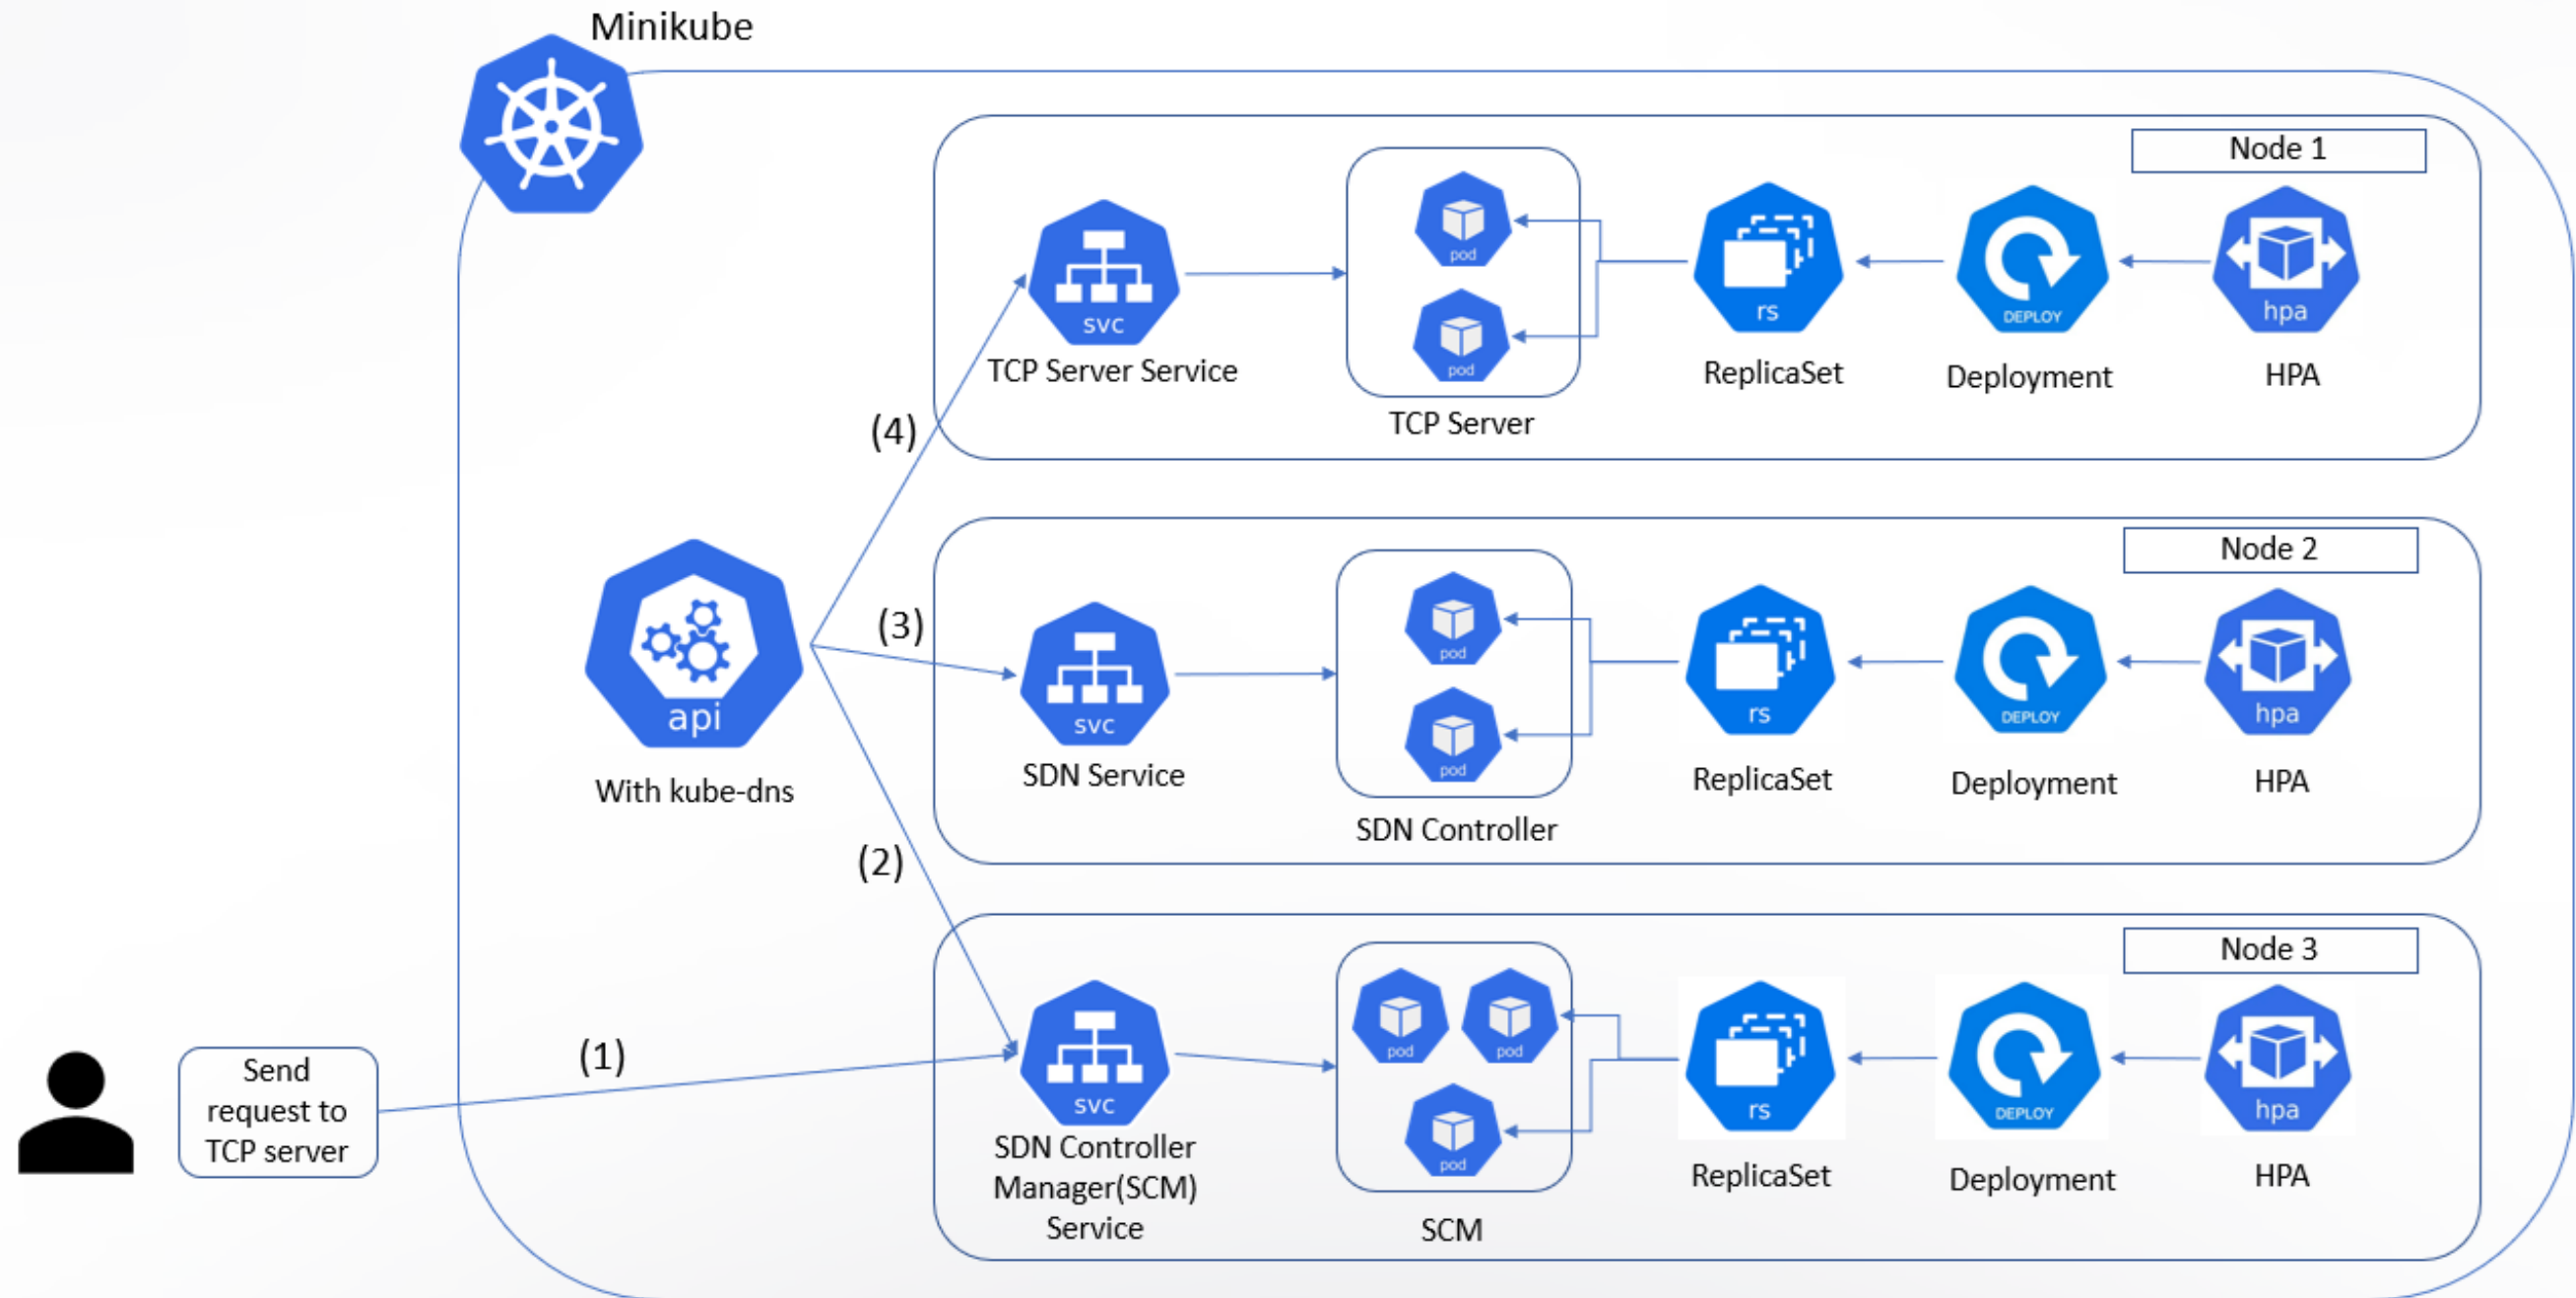 Minikube
Node 1
svc
TCP Server Service
pod
pod
TCP Server
rs
ReplicaSet
DEPLOY
Deployment
hpa
HPA
(4)
api
With kube-dns
(3)
Node 2
svc
SDN Service
pod
pod
SDN Controller
rs
ReplicaSet
DEPLOY
Deployment
hpa
HPA
(2)
Node 3
Send
request to
TCP server
(1)
svc
SDN Controller
Manager(SCM)
Service
pod
pod
pod
SCM
rs
ReplicaSet
DEPLOY
Deployment
hpa
HPA